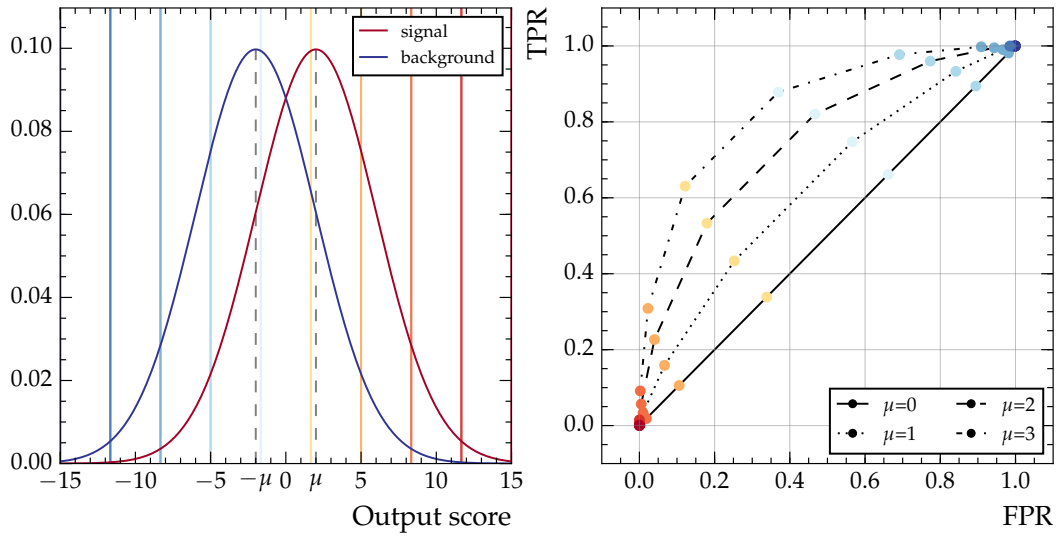 signal
background
0.10
0.08
0.06
0.04
0.02
0.00
−15 −10 −5 −μ 0 μ 5 10 15
Output score
TPR
1.0
0.8
0.6
0.4
0.2
0.0
μ=0 μ=2
μ=1 μ=3
0.0 0.2 0.4 0.6 0.8 1.0
FPR